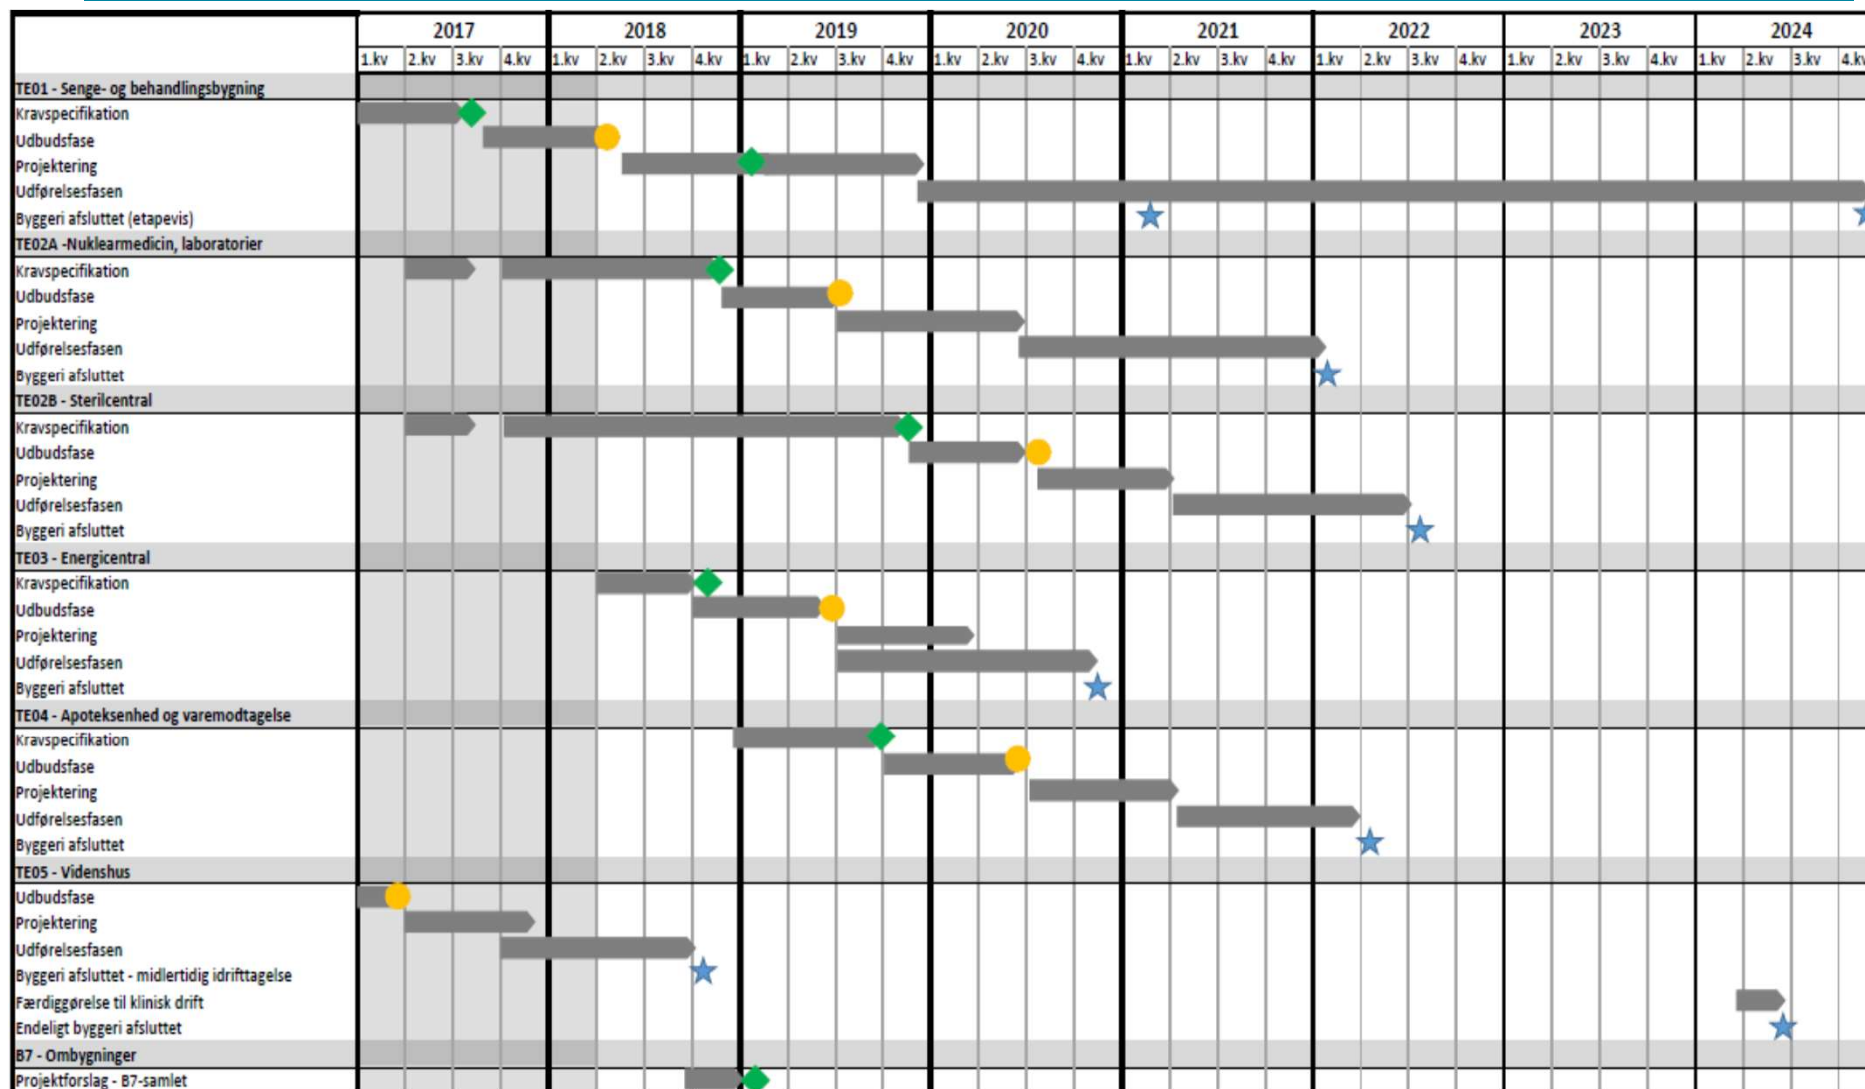 2017 2018 2019 2020 2021 2022 2023 2024
1.kv 2.kv 3.kv 4.kv 1.kv 2.kv 3.kv 4.kv 1.kv 2.kv 3.kv 4.kv 1.kv 2.kv 3.kv 4.kv 1.kv 2.kv 3.kv 4.kv 1.kv 2.kv 3.kv 4.kv 1.kv 2.kv 3.kv 4.kv 1.kv 2.kv 3.kv 4.kv
TE01 - Senge- og behandlingsbygning
Kravspecifikation
Udbudsfase
Projektering
Udførelsesfasen
Byggeri afsluttet (etapevis)
TE02A -Nuklearmedicin, laboratorier
Kravspecifikation
Udbudsfase
Projektering
Udførelsesfasen
Byggeri afsluttet
TE02B - Sterilcentral
Kravspecifikation
Udbudsfase
Projektering
Udførelsesfasen
Byggeri afsluttet
TE03 - Energicentral
Kravspecifikation
Udbudsfase
Projektering
Udførelsesfasen
Byggeri afsluttet
TE04 - Apoteksenhed og varemodtagelse
Kravspecifikation
Udbudsfase
Projektering
Udførelsesfasen
Byggeri afsluttet
TE05 - Videnshus
Udbudsfase
Projektering
Udførelsesfasen
Byggeri afsluttet - midlertidig idrifttagelse
Færdiggørelse til klinisk drift
Endeligt byggeri afsluttet
B7 - Ombygninger
Projektforslag - B7-samlet